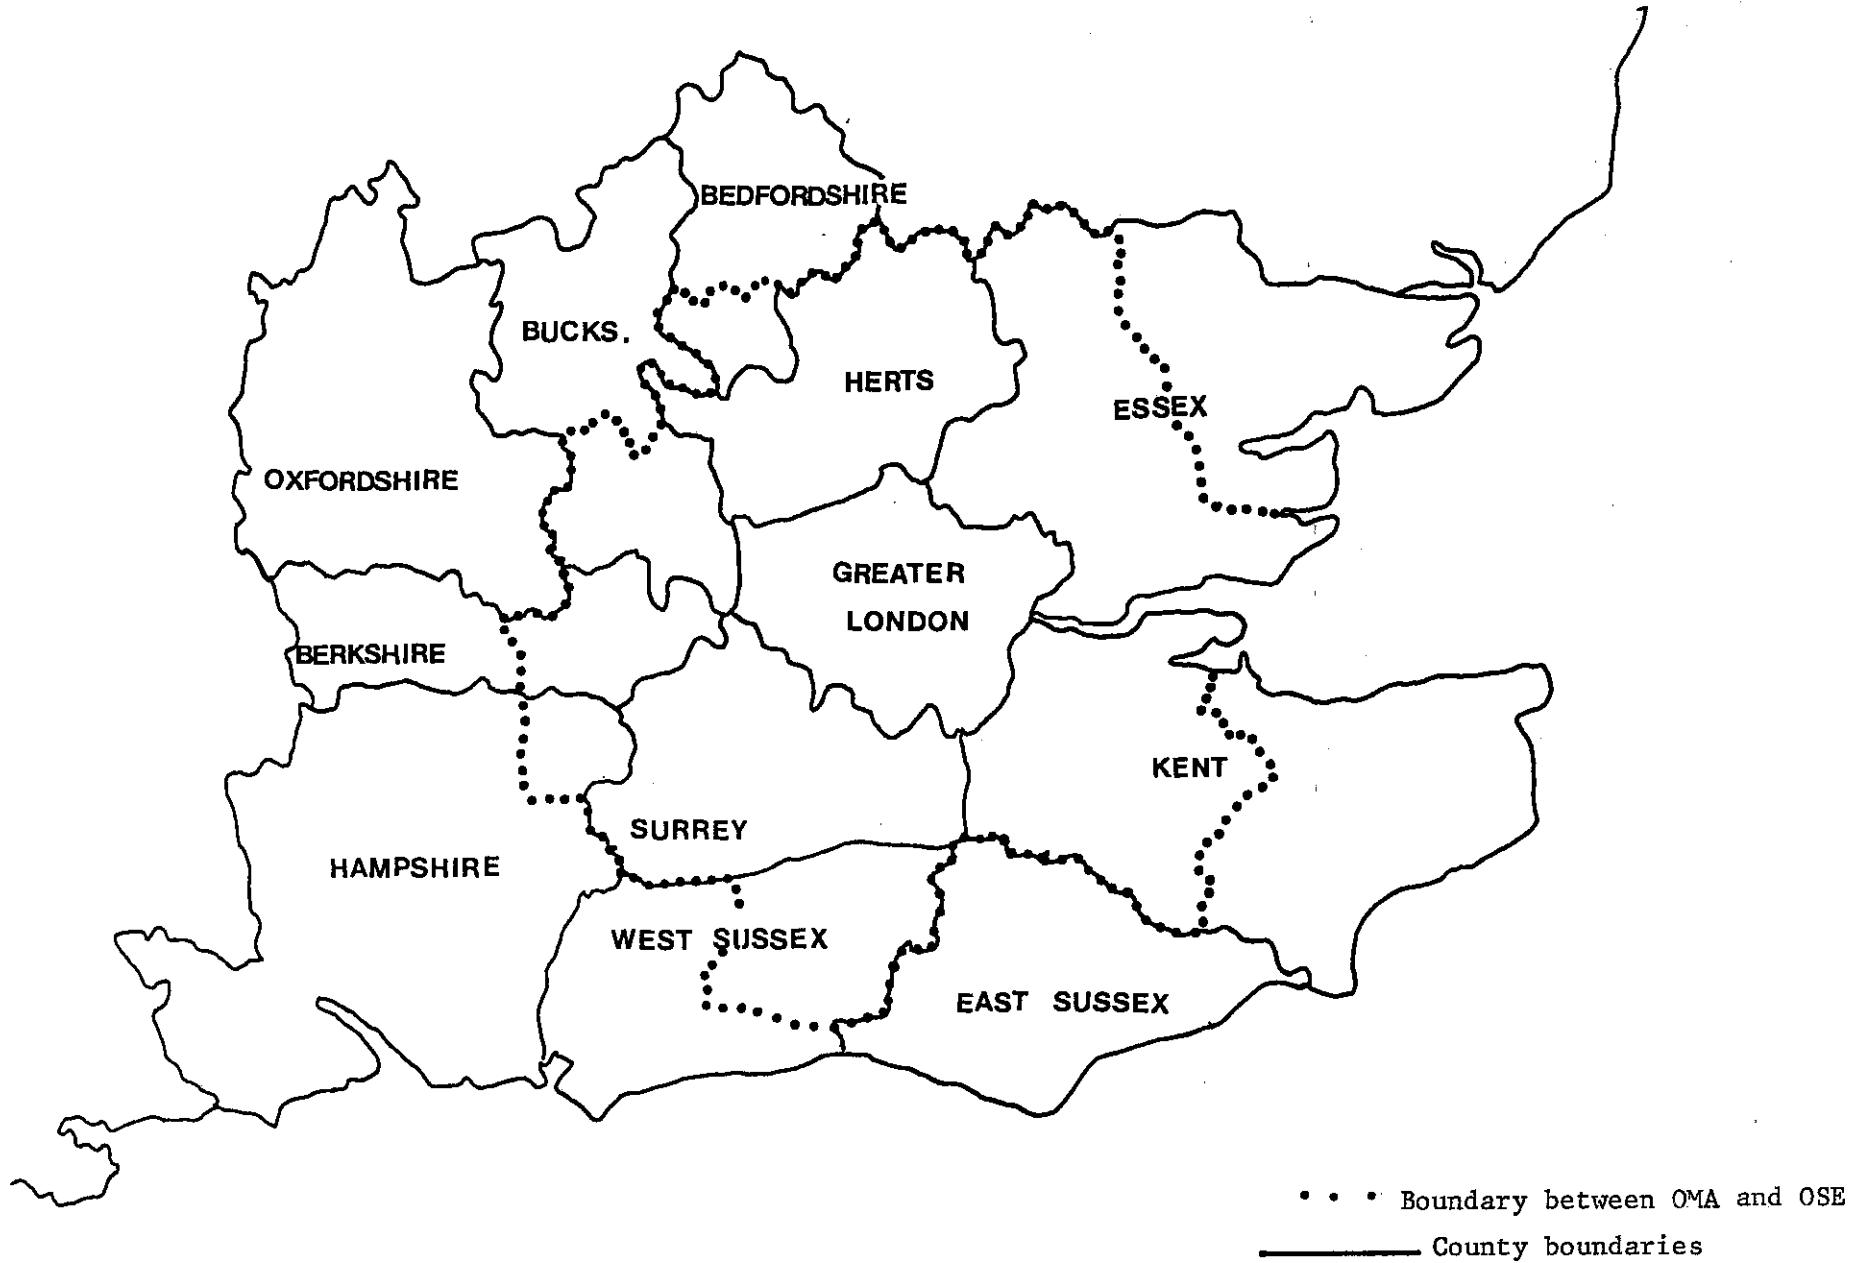 BEDFORDSHIRE
BUCKS.
HERTS
ESSEX
OXFORDSHIRE
GREATER
LONDON
BERKSHIRE
KENT
SURREY
HAMPSHIRE
WEST SUSSEX
EAST SUSSEX
Boundary between OMA and OSE
County boundaries